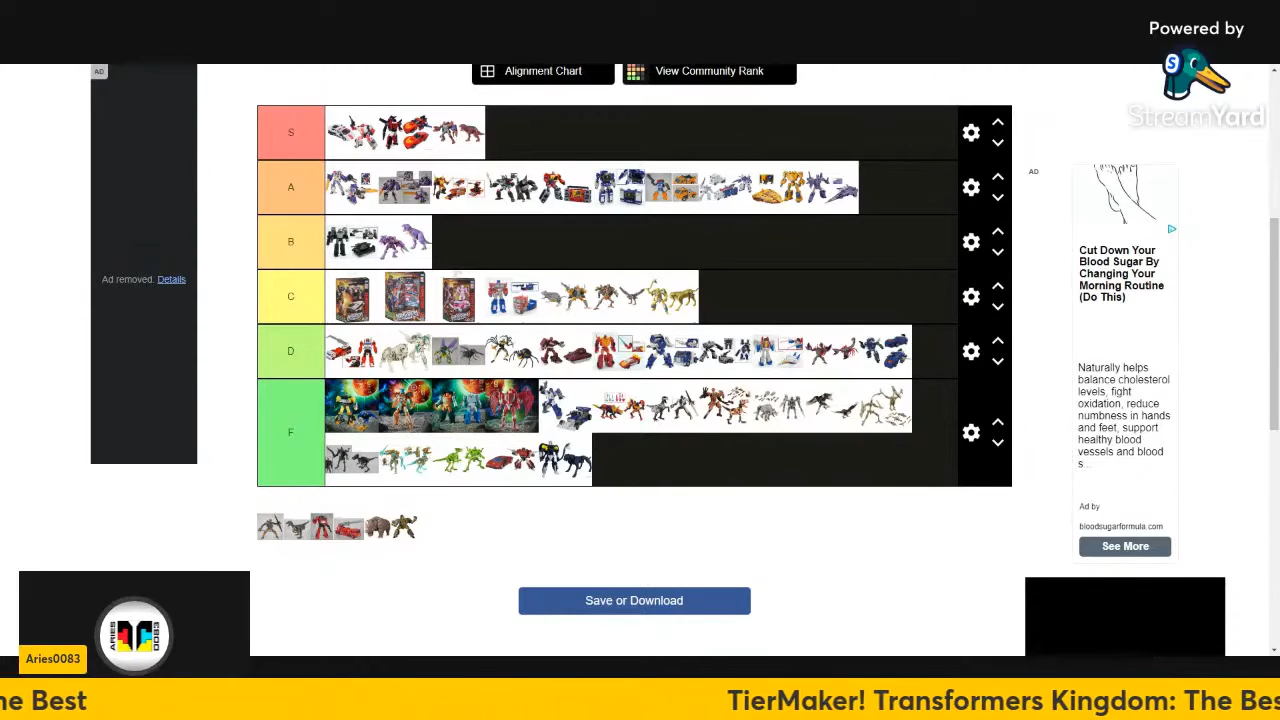 Powered by
StreamYard
AD
Alignment Chart
View Community Rank
S
A
B
C
D
F
Ad removed. Details
AD
Cut Down Your
Blood Sugar By
Changing Your
Morning Routine
(Do This)
Naturally helps
balance cholesterol
levels, fight
oxidation, reduce
numbness in hands
and feet, support
healthy blood
vessels and blood
s...
Ad by
bloodsugarformula.com
See More
Save or Download
ARIES
0083
Aries0083
he Best
TierMaker! Transformers Kingdom: The Bes